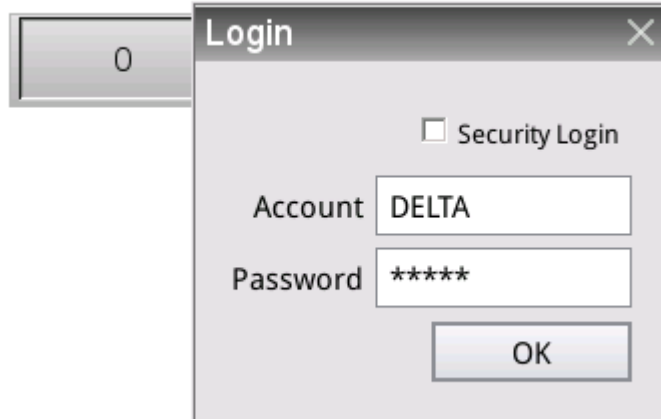 Login
0
Security Login
Account DELTA
Password *****
OK